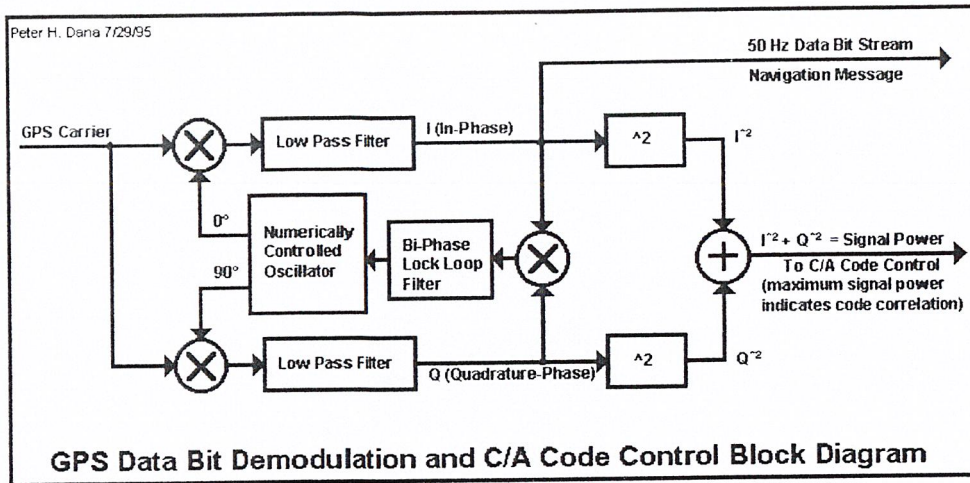 Peter H. Dana 7/29/95
50 Hz Data Bit Stream
Navigation Message
GPS Carrier
Low Pass Filter
I (In-Phase)
^2
I^2
0°
90°
Numerically
Controlled
Oscillator
Bi-Phase
Lock Loop
Filter
I^2 + Q^2 = Signal Power
To C/A Code Control
(maximum signal power
indicates code correlation)
Low Pass Filter
Q (Quadrature-Phase)
^2
Q^2
GPS Data Bit Demodulation and C/A Code Control Block Diagram